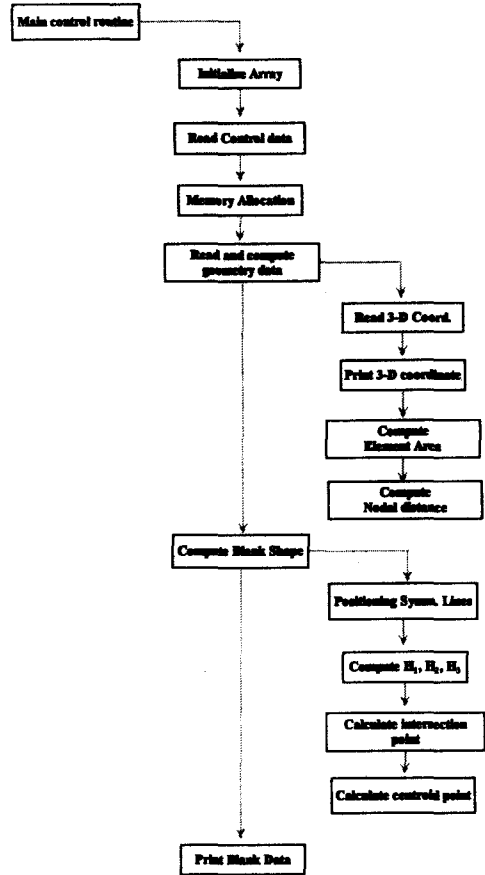 Main control routine
Initialise Array
Read Control data
Memory Allocation
Read and compute
geometry data
Read 3-D Coord.
Print 3-D coordinate
Compute
Element Area
Compute
Nodal distance
Compute Blank Shape
Positioning Symm. Lines
Compute H₁, H₂, H₃
Calculate intersection
point
Calculate centroid point
Print Blank Data